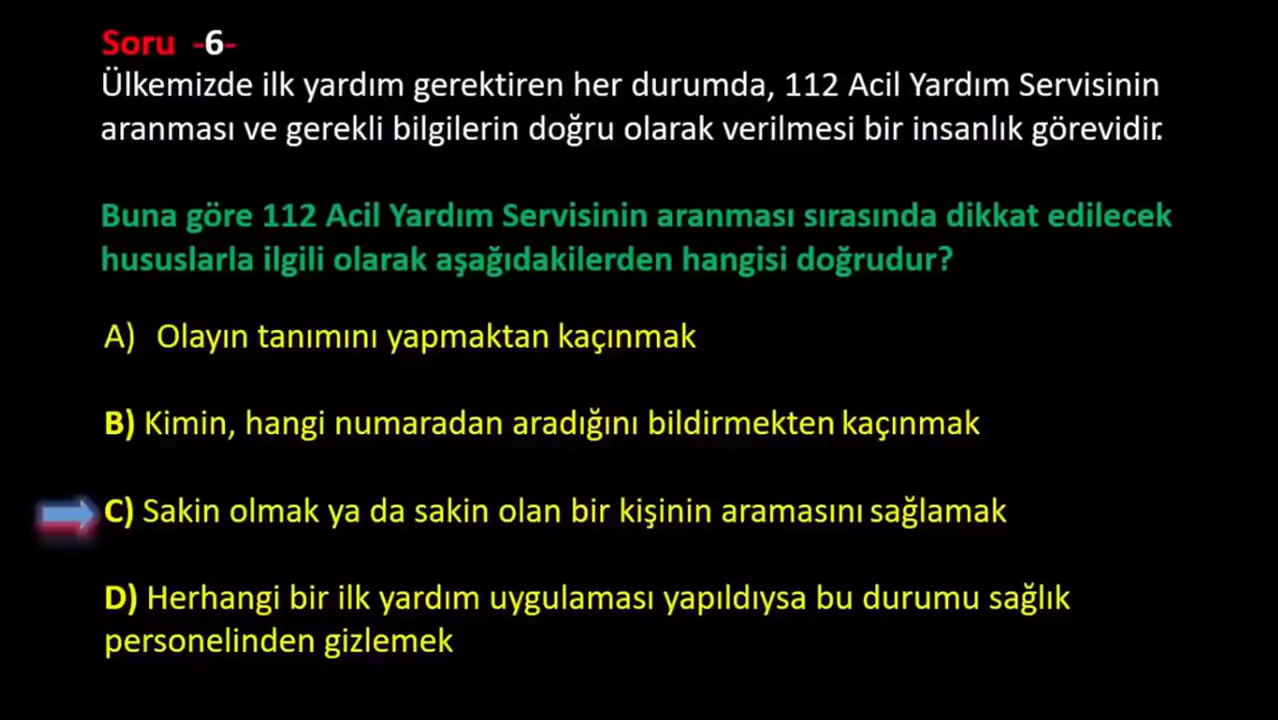 Soru -6-
Ülkemizde ilk yardım gerektiren her durumda, 112 Acil Yardım Servisinin
aranması ve gerekli bilgilerin doğru olarak verilmesi bir insanlık görevidir.
Buna göre 112 Acil Yardım Servisinin aranması sırasında dikkat edilecek
hususlarla ilgili olarak aşağıdakilerden hangisi doğrudur?
A) Olayın tanımını yapmaktan kaçınmak
B) Kimin, hangi numaradan aradığını bildirmekten kaçınmak
C) Sakin olmak ya da sakin olan bir kişinin aramasını sağlamak
D) Herhangi bir ilk yardım uygulaması yapıldıysa bu durumu sağlık
personelinden gizlemek